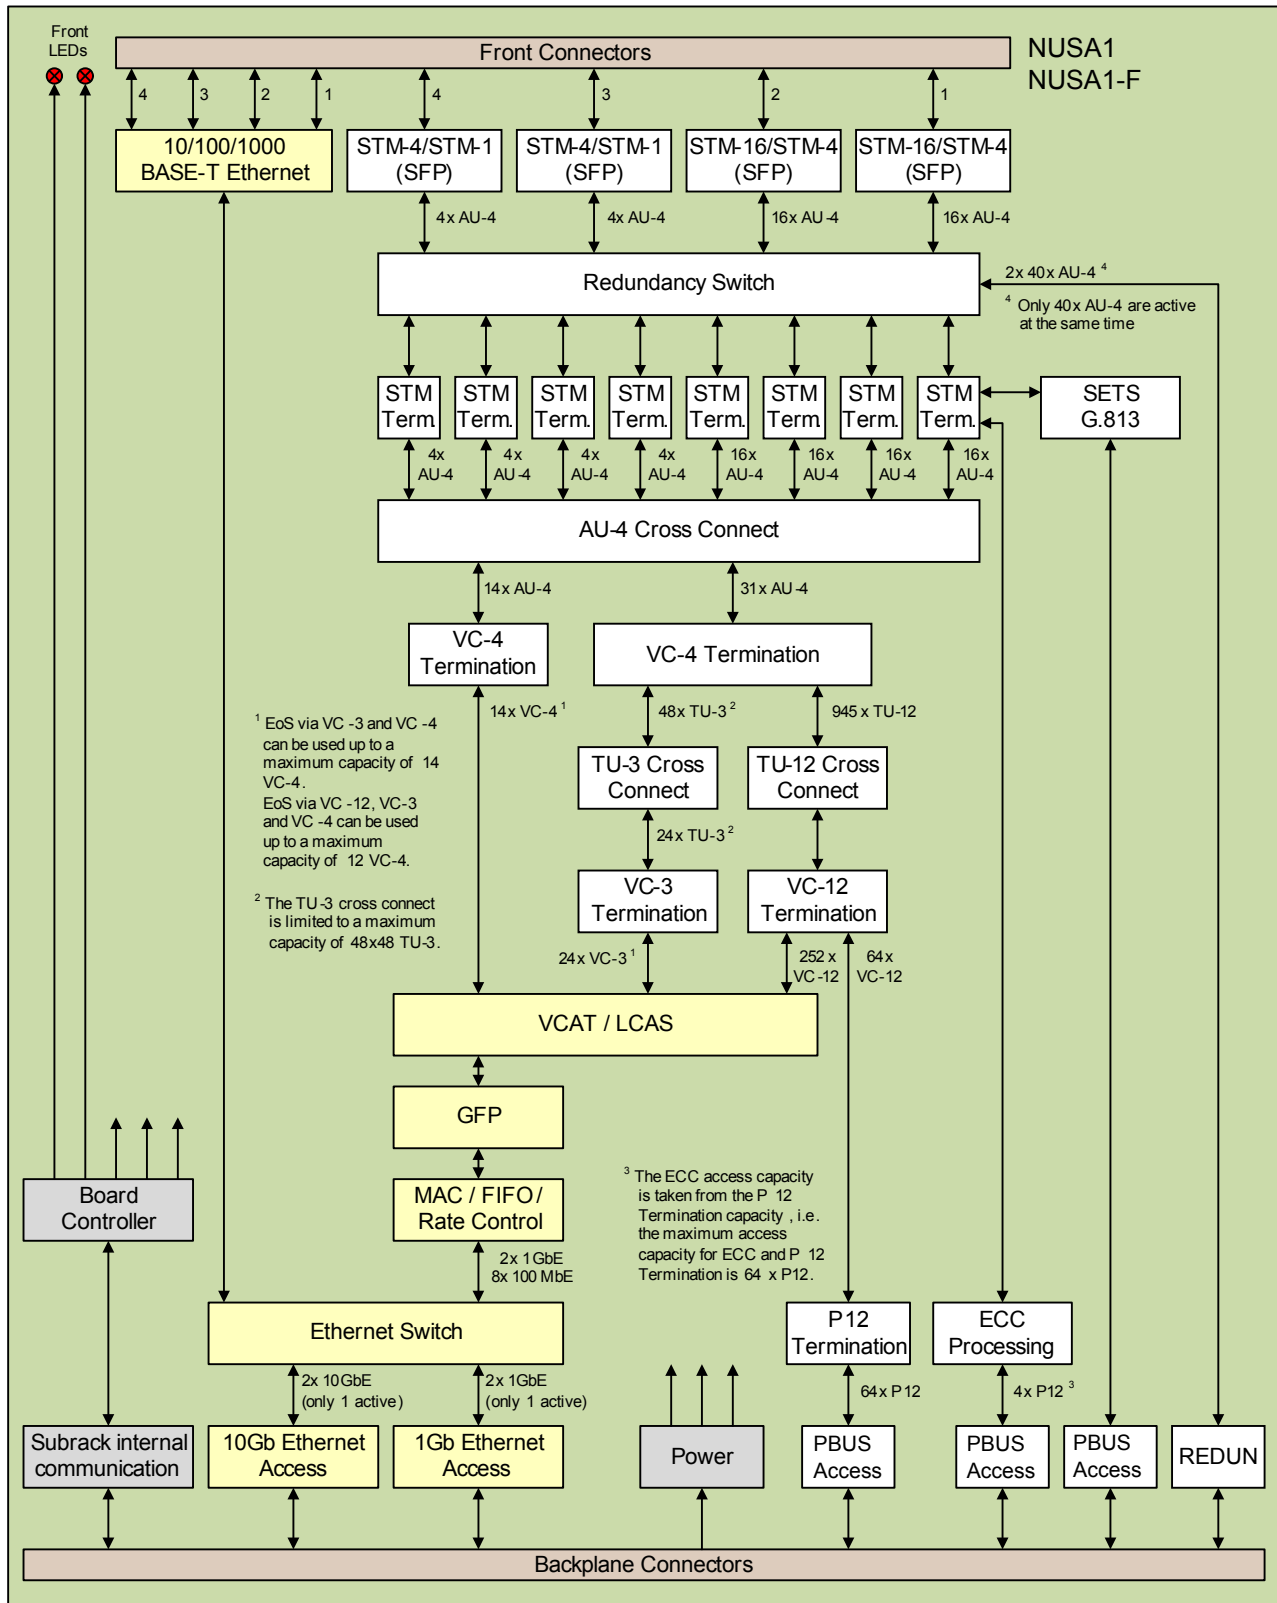 Front
LEDs
Front Connectors
NUSA1
NUSA1-F
4
3
2
1
4
3
2
1
10/100/1000
BASE-T Ethernet
STM-4/STM-1
(SFP)
STM-4/STM-1
(SFP)
STM-16/STM-4
(SFP)
STM-16/STM-4
(SFP)
4x AU-4
4x AU-4
16x AU-4
16x AU-4
Redundancy Switch
2x 40x AU-4 4
4 Only 40x AU-4 are active
at the same time
STM
Term.
STM
Term.
STM
Term.
STM
Term.
STM
Term.
STM
Term.
STM
Term.
STM
Term.
SETS
G.813
4x
AU-4
4x
AU-4
4x
AU-4
4x
AU-4
16x
AU-4
16x
AU-4
16x
AU-4
16x
AU-4
AU-4 Cross Connect
14x AU-4
31x AU-4
VC-4
Termination
VC-4 Termination
14x VC-4 1
48x TU-3 2
945x TU-12
1 EoS via VC-3 and VC-4
can be used up to a
maximum capacity of 14
VC-4.
EoS via VC-12, VC-3
and VC-4 can be used
up to a maximum
capacity of 12 VC-4.
TU-3 Cross
Connect
TU-12 Cross
Connect
24x TU-3 2
2 The TU-3 cross connect
is limited to a maximum
capacity of 48x48 TU-3.
VC-3
Termination
VC-12
Termination
24x VC-3 1
252x
VC-12
64x
VC-12
VCAT / LCAS
GFP
3 The ECC access capacity
is taken from the P12
Termination capacity, i.e.
the maximum access
capacity for ECC and P12
Termination is 64 x P12.
Board
Controller
MAC / FIFO /
Rate Control
2x 1GbE
8x 100 MbE
Ethernet Switch
P12
Termination
ECC
Processing
2x 10GbE
(only 1 active)
2x 1GbE
(only 1 active)
64x P12
4x P12 3
Subrack internal
communication
10Gb Ethernet
Access
1Gb Ethernet
Access
Power
PBUS
Access
PBUS
Access
PBUS
Access
REDUN
Backplane Connectors